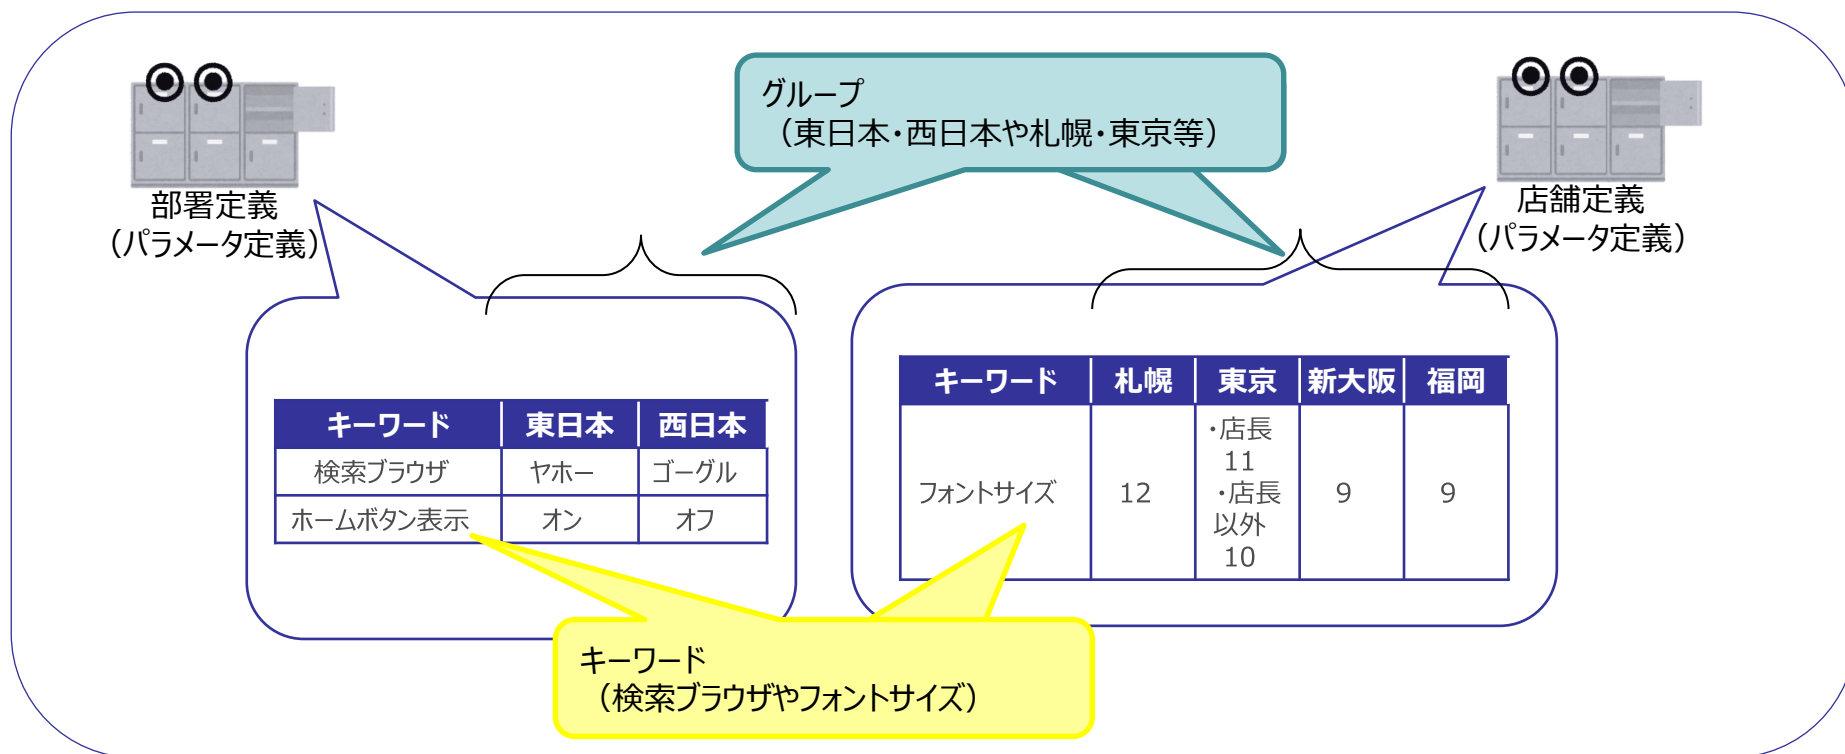 グループ
（東日本・西日本や札幌・東京等）
部署定義
（パラメータ定義）
店舗定義
（パラメータ定義）
キーワード 東日本 西日本
検索ブラウザ ヤホー ゴーグル
ホームボタン表示 オン オフ
キーワード 札幌 東京 新大阪 福岡
フォントサイズ 12
・店長
11
・店長
以外
10
9 9
キーワード
（検索ブラウザやフォントサイズ）